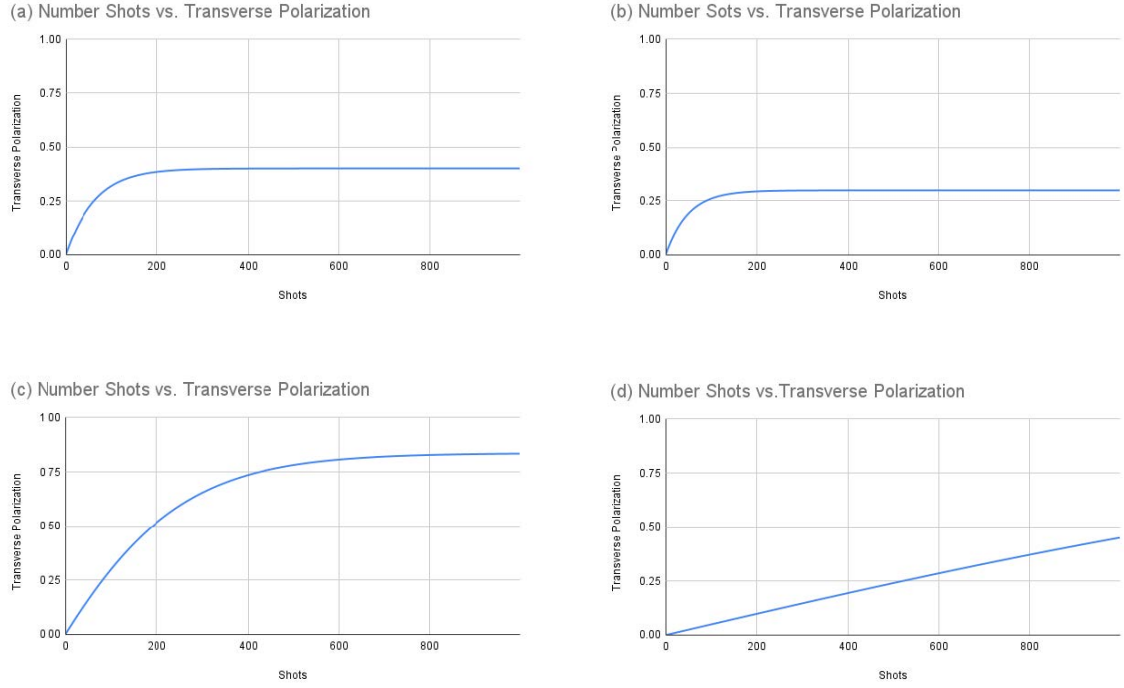 (a) Number Shots vs. Transverse Polarization
1.00
0.75
0.50
0.25
0.00
0 200 400 600 800
Transverse Polarization
Shots
(b) Number Sots vs. Transverse Polarization
1.00
0.75
0.50
0.25
0.00
0 200 400 600 800
Transverse Polarization
Shots
(c) Number Shots vs. Transverse Polarization
1 00
0.75
0 50
0.25
0 00
0 200 400 600 800
Transverse Polarization
Shots
(d) Number Shots vs.Transverse Polarization
1.00
0.75
0.50
0.25
0.00
0 200 400 600 800
Transverse Polarization
Shots